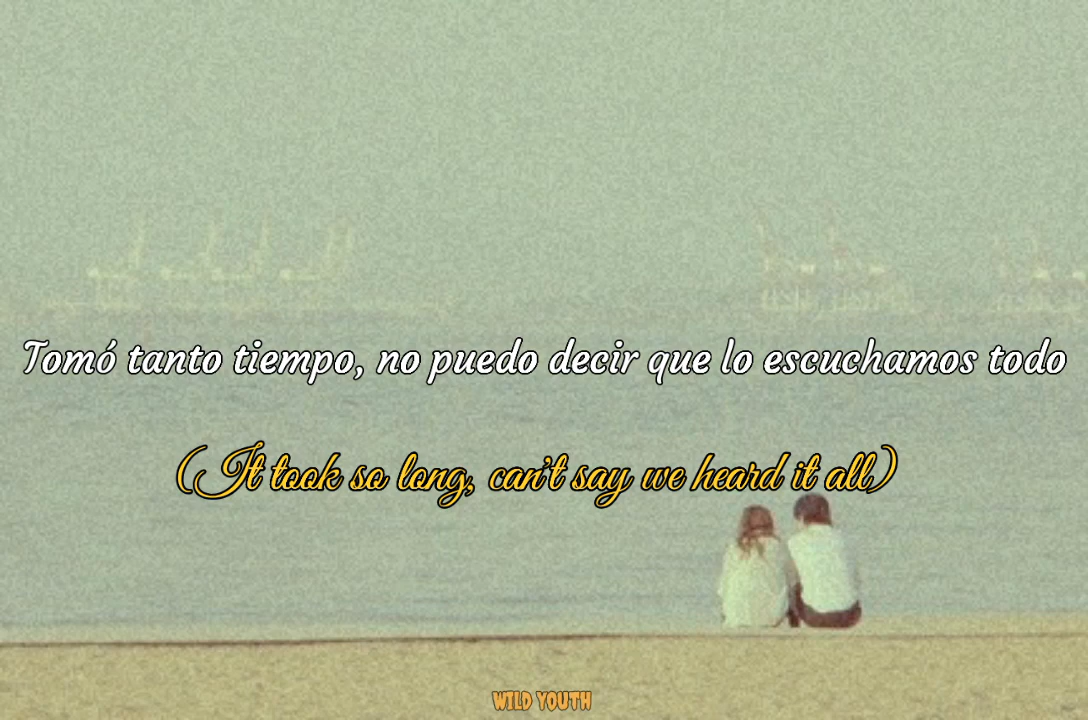 Tomó tanto tiempo, no puedo decir que lo escuchamos todo
(It took so long, can't say we heard it all)
WILD YOUTH